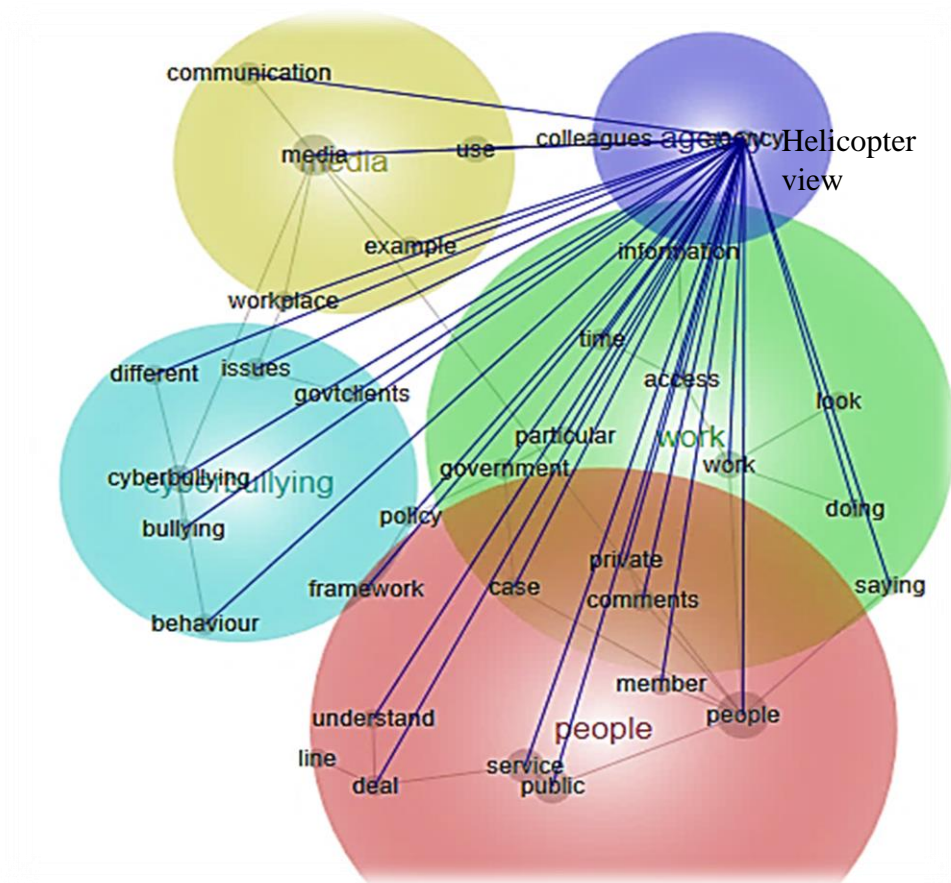 communication
colleagues agency agency Helicopter
view
media media
use
example
information
workplace
time
different
issues
access
govtclients
look
particular
work
government
work
cyberbullying
cyberbullying
doing
policy
bullying
private
framework
case
saying
comments
behaviour
member
understand
people
people
line
service
deal
public